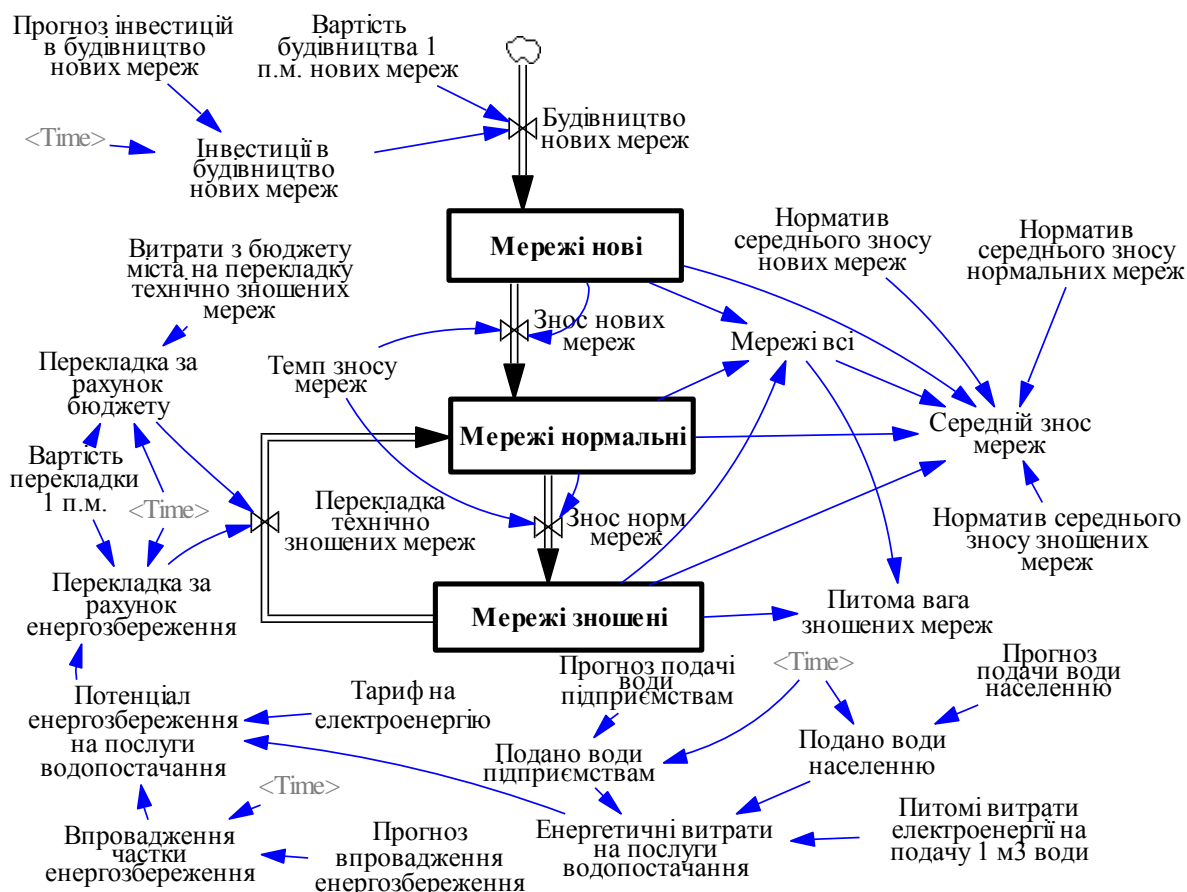 Прогноз інвестицій
в будівництво
нових мереж
Вартість
будівництва 1
п.м. нових мереж
<Time>
Інвестиції в
будівництво
нових мереж
Будівництво
нових мереж
Мережі нові
Норматив
середнього зносу
нових мереж
Норматив
середнього зносу
нормальних мереж
Витрати з бюджету
міста на перекладку
технічно зношених
мереж
Знос нових
мереж
Мережі всі
Перекладка за
рахунок
бюджету
Темп зносу
мереж
Мережі нормальні
Середній знос
мереж
Вартість
перекладки
1 п.м.
<Time>
Перекладка
технічно
зношених мереж
Знос норм
мереж
Норматив середнього
зносу зношених
мереж
Перекладка за
рахунок
енергозбереження
Мережі зношені
Питома вага
зношених мереж
Прогноз подачі
води
підприємствам
<Time>
Прогноз
подачи води
населенню
Потенціал
енергозбереження
на послуги
водопостачання
Тариф на
електроенергію
Подано води
підприємствам
Подано води
населенню
<Time>
Впровадження
частки
енергозбереження
Прогноз
впровадження
енергозбереження
Енергетичні витрати
на послуги
водопостачання
Питомі витрати
електроенергії на
подачу 1 м3 води